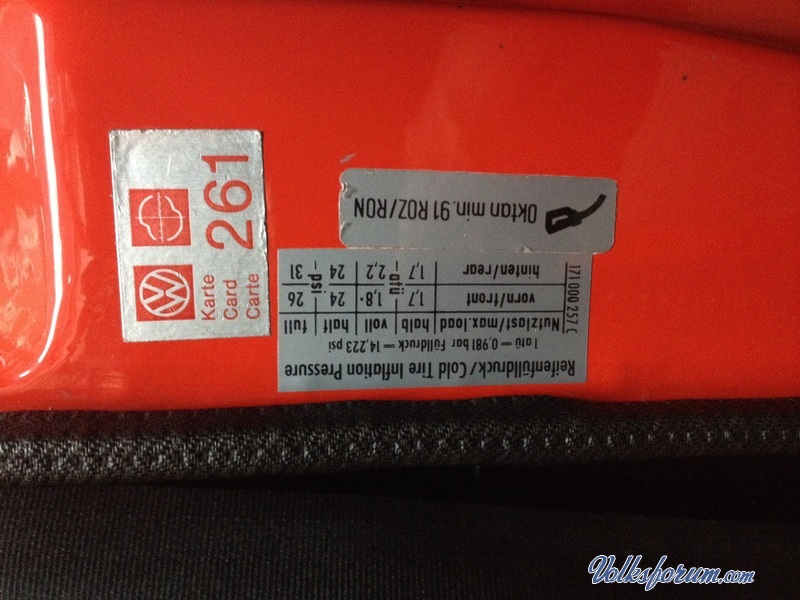 Karte
Card
Carte
261
Oktan min. 91 ROZ/RON
Reifenfülldruck/Cold Tire Inflation Pressure
1 atü = 0,981 bar Fülldruck = 14,223 psi
Nutzlast/max.load halb voll half full
vorn/front 1,7 1,8 24 26
hinten/rear 1,7 2,2 24 31
atü psi
171 000 257 C
Volksforum.com